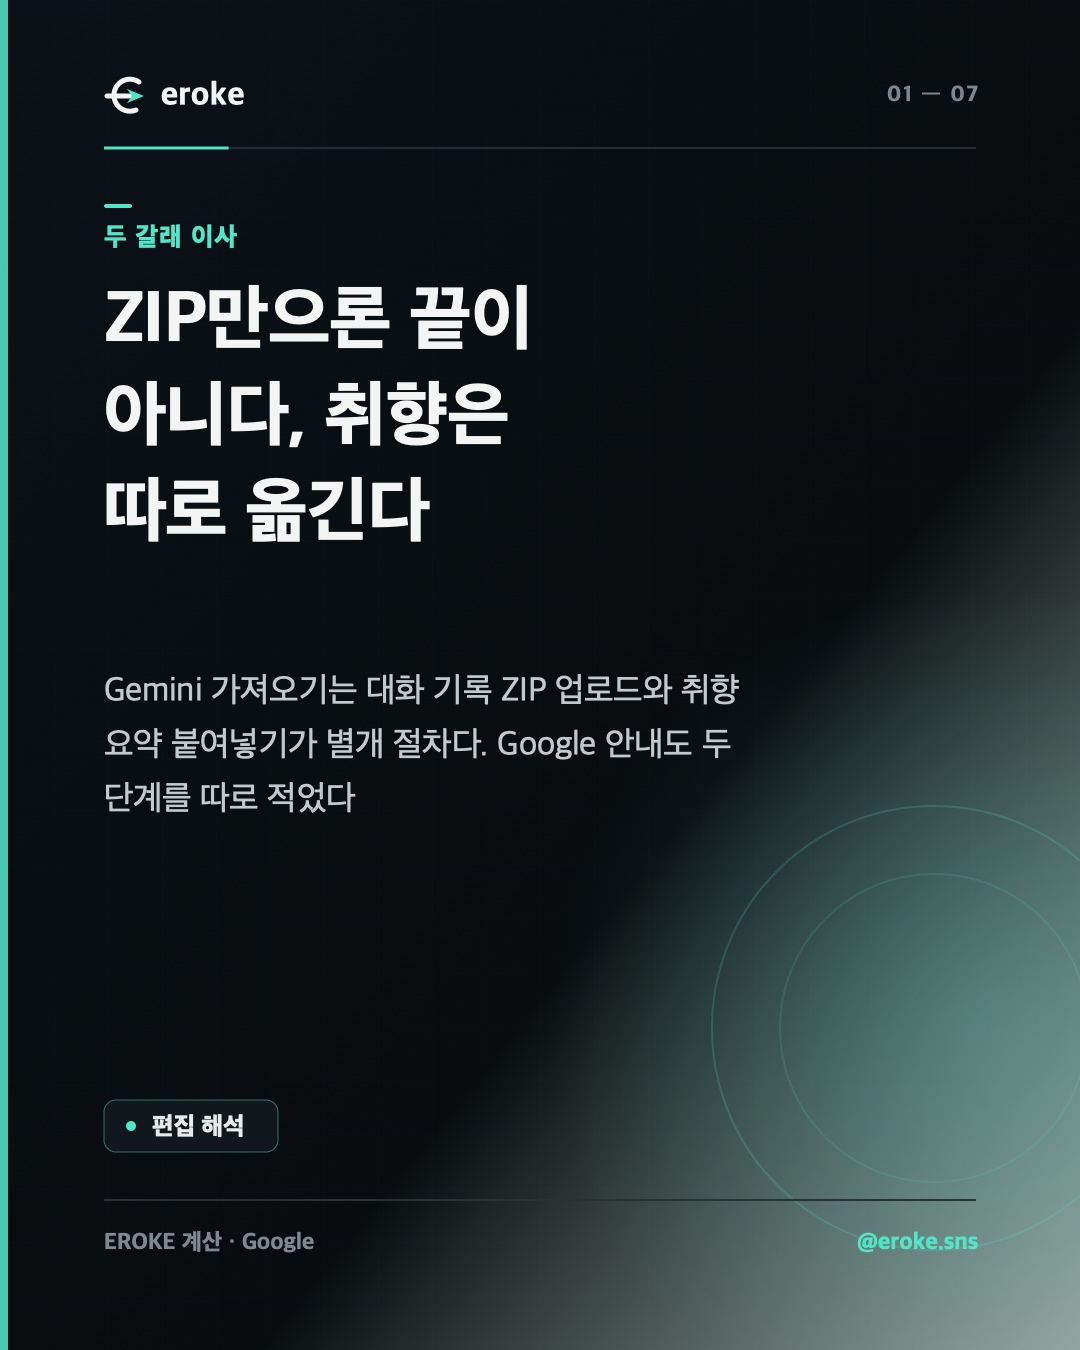 eroke
01 — 07
두 갈래 이사
ZIP만으론 끝이
아니다, 취향은
따로 옮긴다
Gemini 가져오기는 대화 기록 ZIP 업로드와 취향
요약 붙여넣기가 별개 절차다. Google 안내도 두
단계를 따로 적었다
편집 해석
EROKE 계산 · Google
@eroke.sns